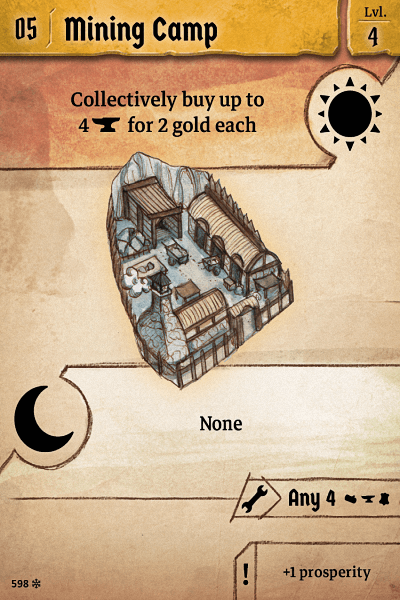 05 Mining Camp
Lvl.
4
Collectively buy up to
4 for 2 gold each
None
Any 4
! +1 prosperity
598